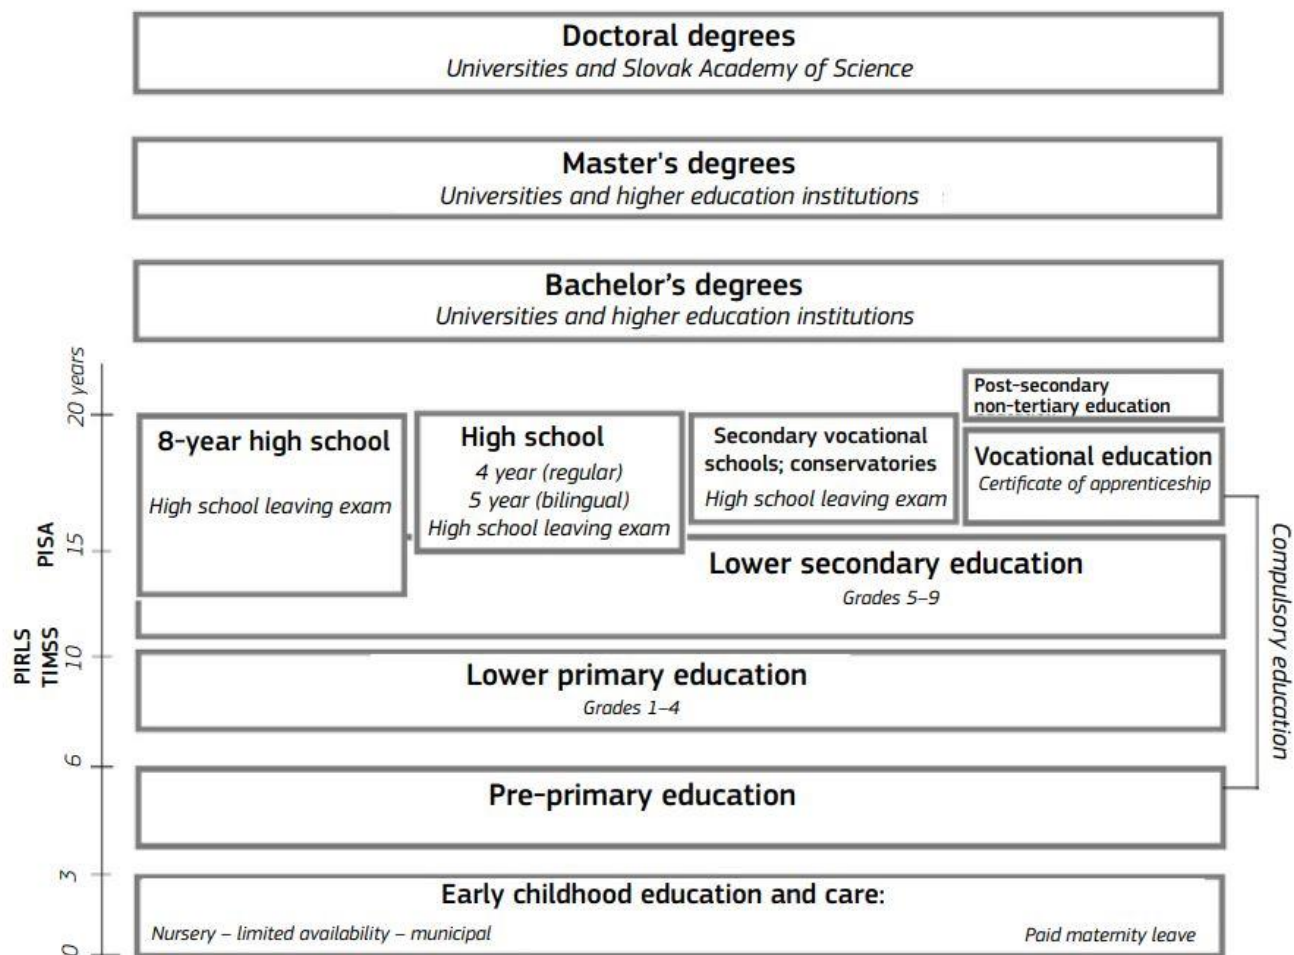 Doctoral degrees
Universities and Slovak Academy of Science
Master's degrees
Universities and higher education institutions
Bachelor's degrees
Universities and higher education institutions
20 years
Post-secondary
non-tertiary education
8-year high school
High school leaving exam
High school
4 year (regular)
5 year (bilingual)
High school leaving exam
Secondary vocational
schools; conservatories
High school leaving exam
Vocational education
Certificate of apprenticeship
PISA
15
Lower secondary education
Grades 5–9
Compulsory education
PIRLS
TIMSS
10
Lower primary education
Grades 1–4
6
Pre-primary education
3
Early childhood education and care:
Nursery – limited availability – municipal
Paid maternity leave
0